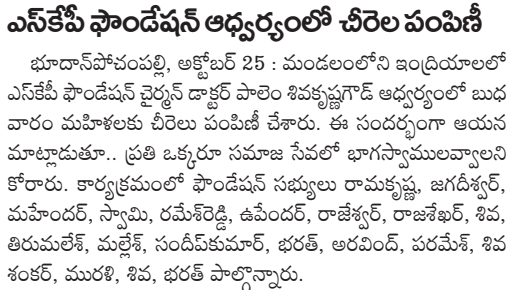 ఎస్‌కేపీ ఫౌండేషన్ ఆధ్వర్యంలో చీరెల పంపిణీ
భూదాన్‌పోచంపల్లి, అక్టోబర్ 25 : మండలంలోని ఇంద్రియాలలో
ఎస్‌కేపీ ఫౌండేషన్ చైర్మన్ డాక్టర్ పాలెం శివకృష్ణగౌడ్ ఆధ్వర్యంలో బుధ
వారం మహిళలకు చీరెలు పంపిణీ చేశారు. ఈ సందర్భంగా ఆయన
మాట్లాడుతూ.. ప్రతి ఒక్కరూ సమాజ సేవలో భాగస్వాములవ్వాలని
కోరారు. కార్యక్రమంలో ఫౌండేషన్ సభ్యులు రామకృష్ణ, జగదీశ్వర్,
మహేందర్, స్వామి, రమేశ్‌రెడ్డి, ఉపేందర్, రాజేశ్వర్, రాజశేఖర్, శివ,
తిరుమలేశ్, మల్లేశ్, సందీప్‌కుమార్, భరత్, అరవింద్, పరమేశ్, శివ
శంకర్, మురళి, శివ, భరత్ పాల్గొన్నారు.